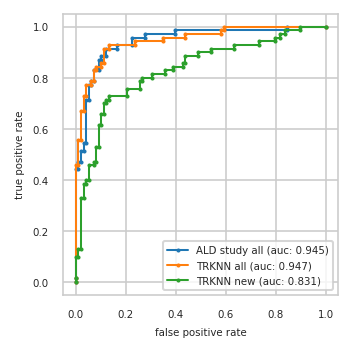 1.0
0.8
0.6
0.4
0.2
0.0
true positive rate
ALD study all (auc: 0.945)
TRKNN all (auc: 0.947)
TRKNN new (auc: 0.831)
0.0 0.2 0.4 0.6 0.8 1.0
false positive rate